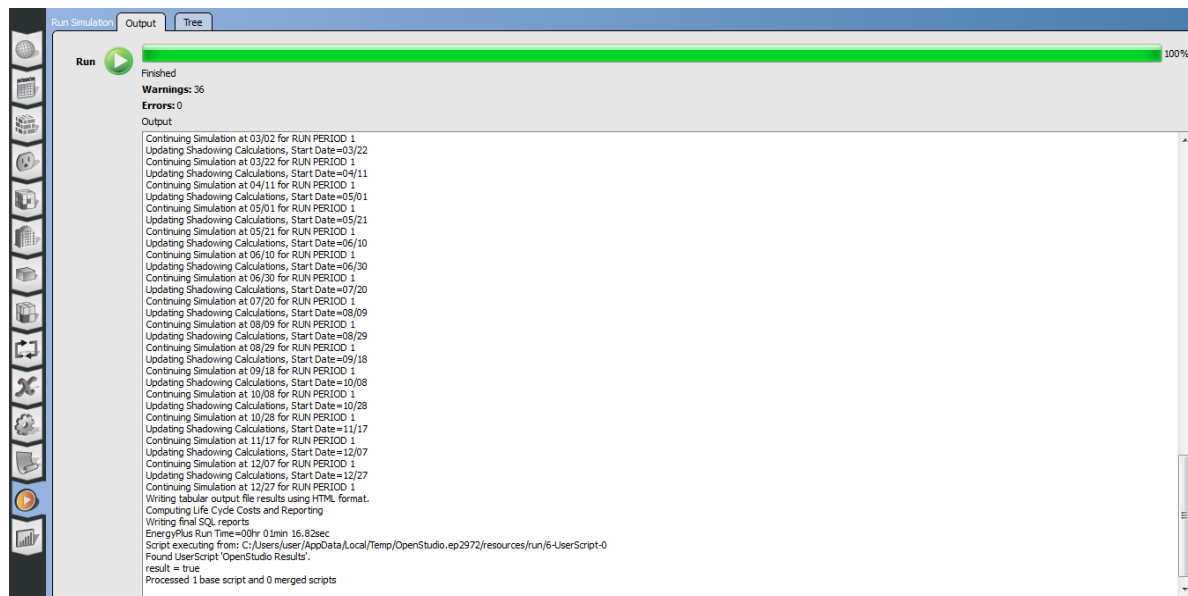 Run Simulation Output Tree
Run 100%
Finished
Warnings: 36
Errors: 0
Output
Continuing Simulation at 03/02 for RUN PERIOD 1
Updating Shadowing Calculations, Start Date=03/22
Continuing Simulation at 03/22 for RUN PERIOD 1
Updating Shadowing Calculations, Start Date=04/11
Continuing Simulation at 04/11 for RUN PERIOD 1
Updating Shadowing Calculations, Start Date=05/01
Continuing Simulation at 05/01 for RUN PERIOD 1
Updating Shadowing Calculations, Start Date=05/21
Continuing Simulation at 05/21 for RUN PERIOD 1
Updating Shadowing Calculations, Start Date=06/10
Continuing Simulation at 06/10 for RUN PERIOD 1
Updating Shadowing Calculations, Start Date=06/30
Continuing Simulation at 06/30 for RUN PERIOD 1
Updating Shadowing Calculations, Start Date=07/20
Continuing Simulation at 07/20 for RUN PERIOD 1
Updating Shadowing Calculations, Start Date=08/09
Continuing Simulation at 08/09 for RUN PERIOD 1
Updating Shadowing Calculations, Start Date=08/29
Continuing Simulation at 08/29 for RUN PERIOD 1
Updating Shadowing Calculations, Start Date=09/18
Continuing Simulation at 09/18 for RUN PERIOD 1
Updating Shadowing Calculations, Start Date=10/08
Continuing Simulation at 10/08 for RUN PERIOD 1
Updating Shadowing Calculations, Start Date=10/28
Continuing Simulation at 10/28 for RUN PERIOD 1
Updating Shadowing Calculations, Start Date=11/17
Continuing Simulation at 11/17 for RUN PERIOD 1
Updating Shadowing Calculations, Start Date=12/07
Continuing Simulation at 12/07 for RUN PERIOD 1
Updating Shadowing Calculations, Start Date=12/27
Continuing Simulation at 12/27 for RUN PERIOD 1
Writing tabular output file results using HTML format.
Computing Life Cycle Costs and Reporting
Writing final SQL reports
EnergyPlus Run Time=00hr 01min 16.82sec
Script executing from: C:/Users/user/AppData/Local/Temp/OpenStudio.ep2972/resources/run/6-UserScript-0
Found UserScript 'OpenStudio Results'.
result = true
Processed 1 base script and 0 merged scripts